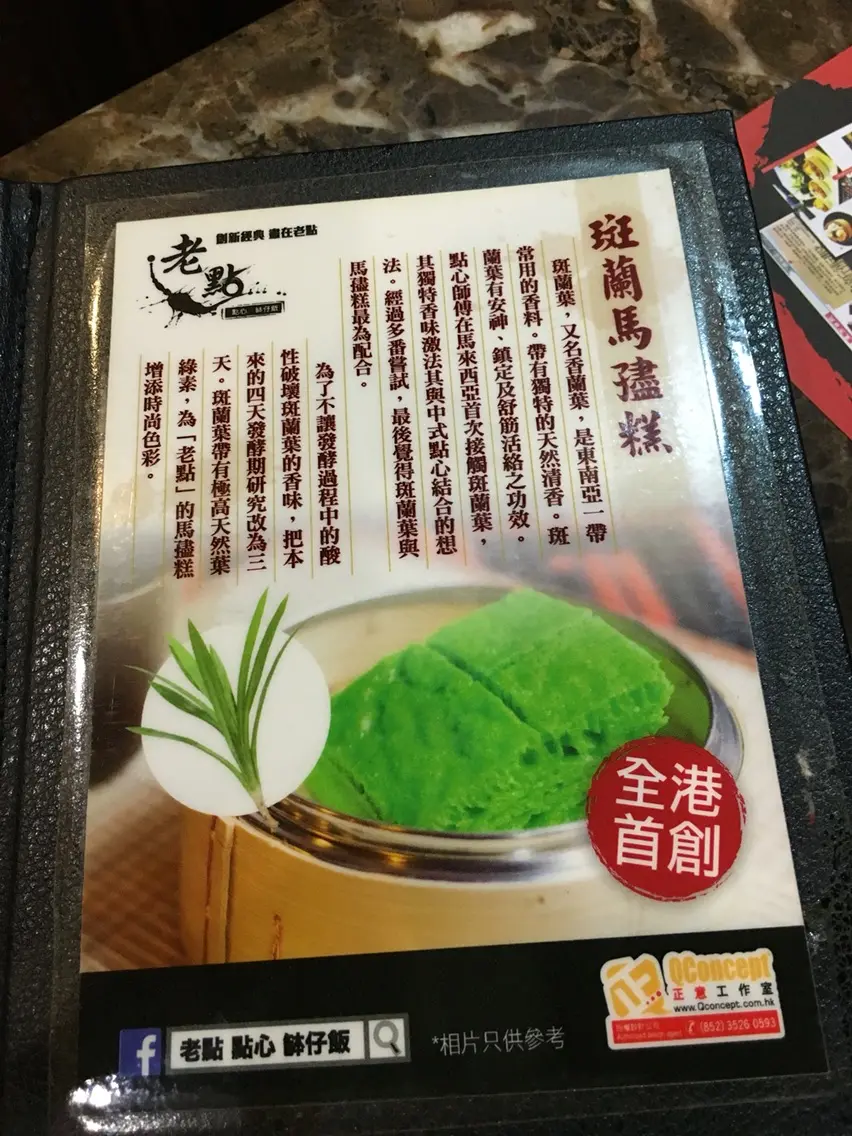 斑蘭馬孻糕
創新經典 盡在老點
老點...
點心 缽仔飯
斑蘭葉，又名香蘭葉，是東南亞一帶
常用的香料。帶有獨特的天然清香。斑
蘭葉有安神、鎮定及舒筋活絡之功效。
點心師傅在馬來西亞首次接觸斑蘭葉，
其獨特香味激法其與中式點心結合的想
法。經過多番嘗試，最後覺得斑蘭葉與
馬孻糕最為配合。
為了不讓發酵過程中的酸
性破壞斑蘭葉的香味，把本
來的四天發酵期研究改為三
天。斑蘭葉帶有極高天然葉
綠素，為「老點」的馬孻糕
增添時尚色彩。
全港
首創
QConcept
正意工作室
www.Qconcept.com.hk
(852) 3526 0593
f 老點 點心 缽仔飯
*相片只供參考